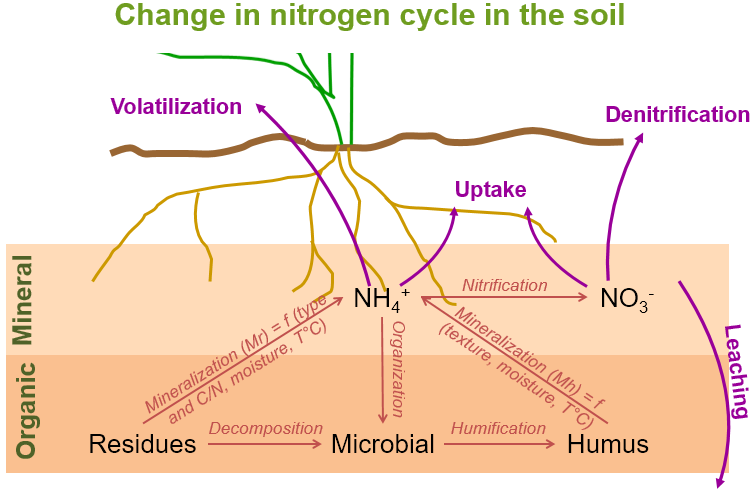 Change in nitrogen cycle in the soil
Volatilization
Denitrification
Uptake
Mineral
NH₄⁺
Nitrification
NO₃⁻
Mineralization (Mr) = f (type
and C/N, moisture, T°C)
Organization
Mineralization (Mh) = f
(texture, moisture, T°C)
Leaching
Organic
Residues
Decomposition
Microbial
Humification
Humus